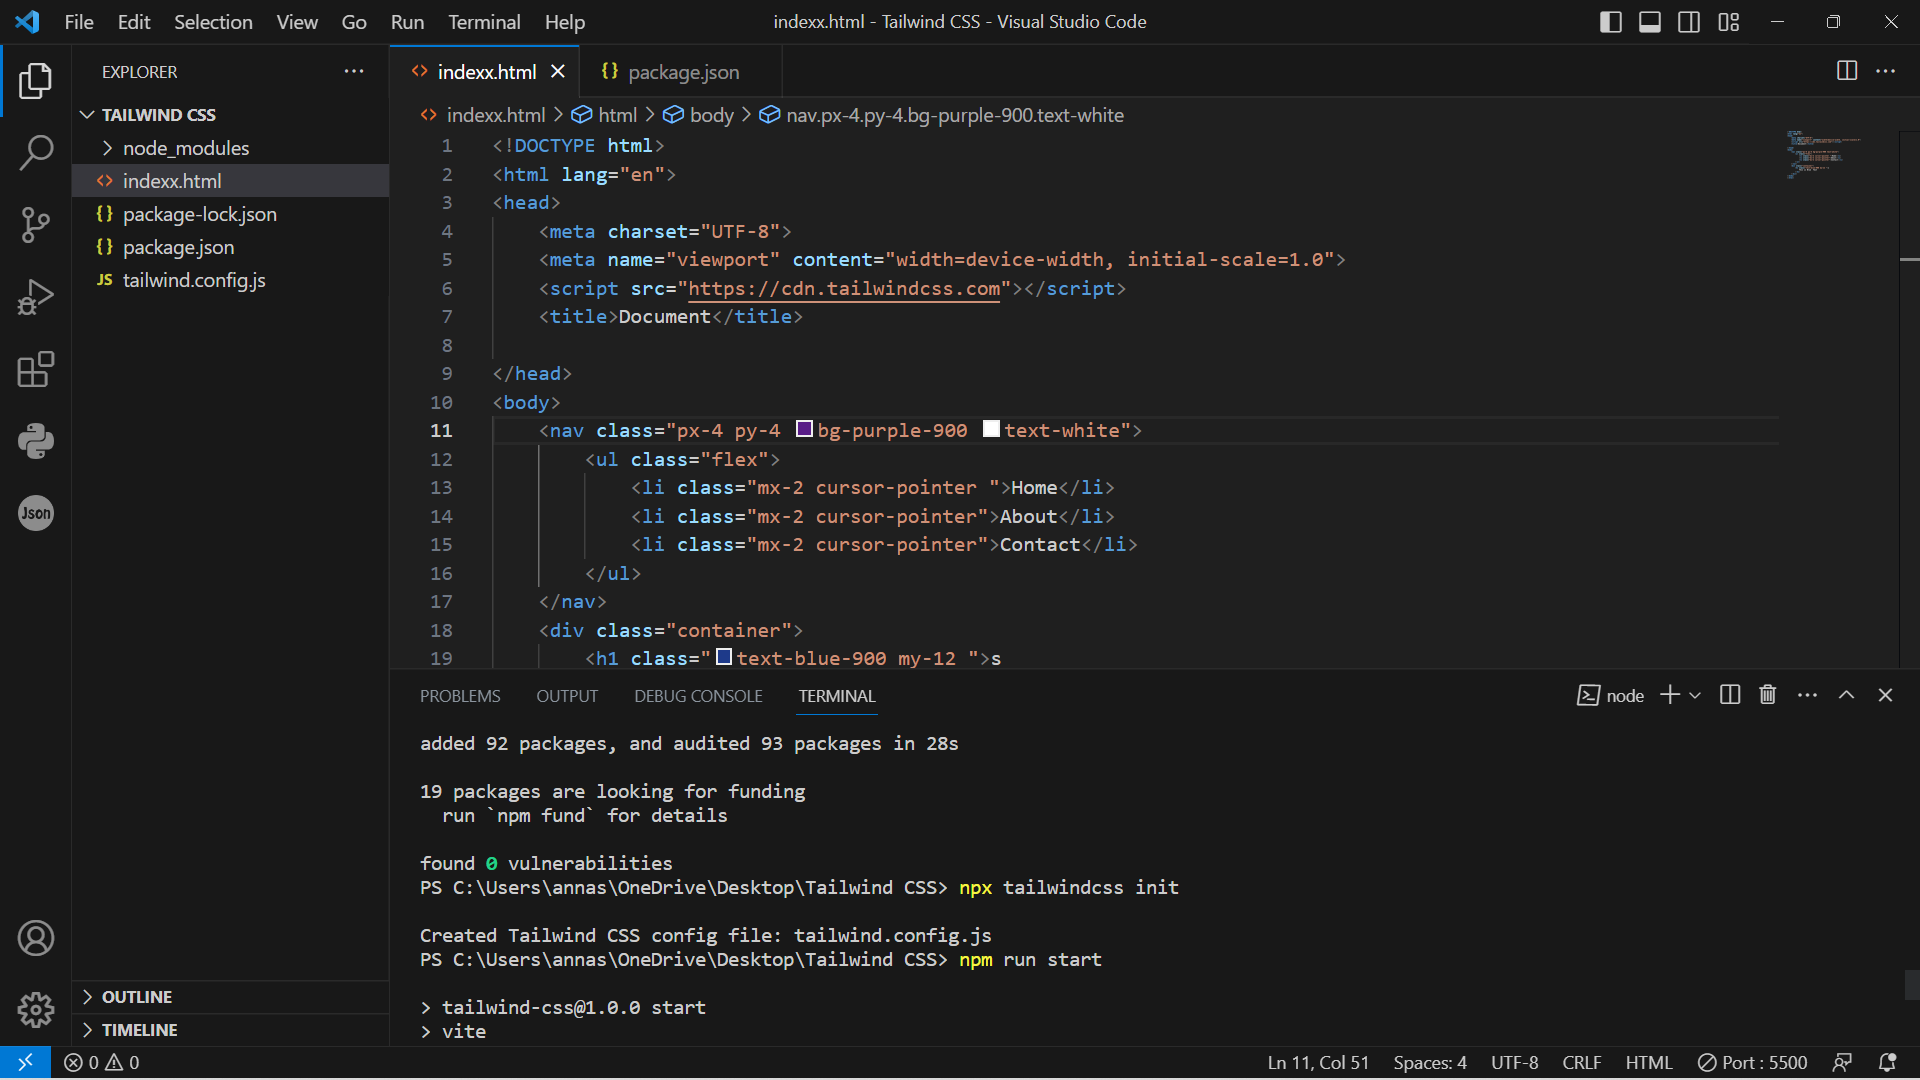 File Edit Selection View Go Run Terminal Help
indexx.html - Tailwind CSS - Visual Studio Code
EXPLORER
TAILWIND CSS
node_modules
<> indexx.html
{} package-lock.json
{} package.json
JS tailwind.config.js
OUTLINE
TIMELINE
Json
<> indexx.html
{} package.json
<> indexx.html > html > body > nav.px-4.py-4.bg-purple-900.text-white
1 <!DOCTYPE html>
2 <html lang="en">
3 <head>
4 <meta charset="UTF-8">
5 <meta name="viewport" content="width=device-width, initial-scale=1.0">
6 <script src="https://cdn.tailwindcss.com"></script>
7 <title>Document</title>
8
9 </head>
10 <body>
11 <nav class="px-4 py-4 bg-purple-900 text-white">
12 <ul class="flex">
13 <li class="mx-2 cursor-pointer ">Home</li>
14 <li class="mx-2 cursor-pointer">About</li>
15 <li class="mx-2 cursor-pointer">Contact</li>
16 </ul>
17 </nav>
18 <div class="container">
19 <h1 class="text-blue-900 my-12 ">s
PROBLEMS OUTPUT DEBUG CONSOLE TERMINAL
node
added 92 packages, and audited 93 packages in 28s
19 packages are looking for funding
run `npm fund` for details
found 0 vulnerabilities
PS C:\Users\annas\OneDrive\Desktop\Tailwind CSS> npx tailwindcss init
Created Tailwind CSS config file: tailwind.config.js
PS C:\Users\annas\OneDrive\Desktop\Tailwind CSS> npm run start
> tailwind-css@1.0.0 start
> vite
0 0
Ln 11, Col 51 Spaces: 4 UTF-8 CRLF HTML Port : 5500